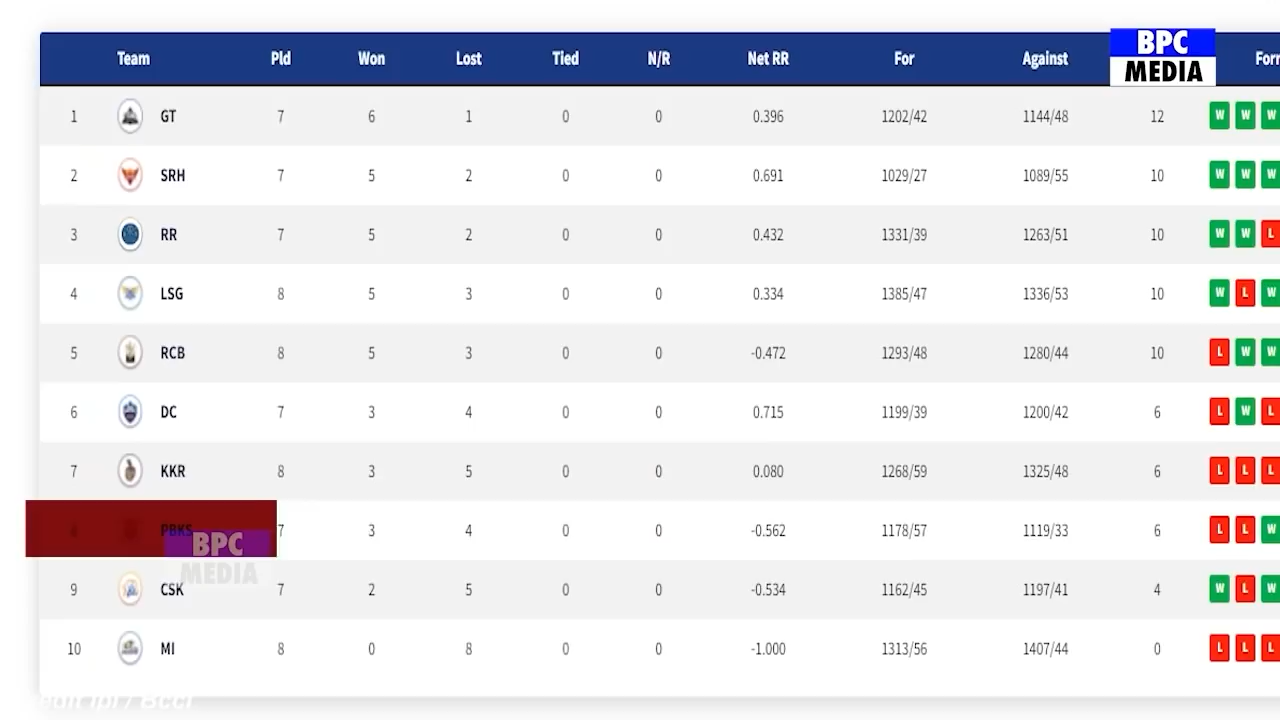 BPC
MEDIA
Team Pld Won Lost Tied N/R Net RR For Against
1 GT 7 6 1 0 0 0.396 1202/42 1144/48 12 W W W
2 SRH 7 5 2 0 0 0.691 1029/27 1089/55 10 W W W
3 RR 7 5 2 0 0 0.432 1331/39 1263/51 10 W W L
4 LSG 8 5 3 0 0 0.334 1385/47 1336/53 10 W L W
5 RCB 8 5 3 0 0 -0.472 1293/48 1280/44 10 L W W
6 DC 7 3 4 0 0 0.715 1199/39 1200/42 6 L W L
7 KKR 8 3 5 0 0 0.080 1268/59 1325/48 6 L L L
PBKS 7 3 4 0 0 -0.562 1178/57 1119/33 6 L L W
BPC
MEDIA
9 CSK 7 2 5 0 0 -0.534 1162/45 1197/41 4 W L W
10 MI 8 0 8 0 0 -1.000 1313/56 1407/44 0 L L L